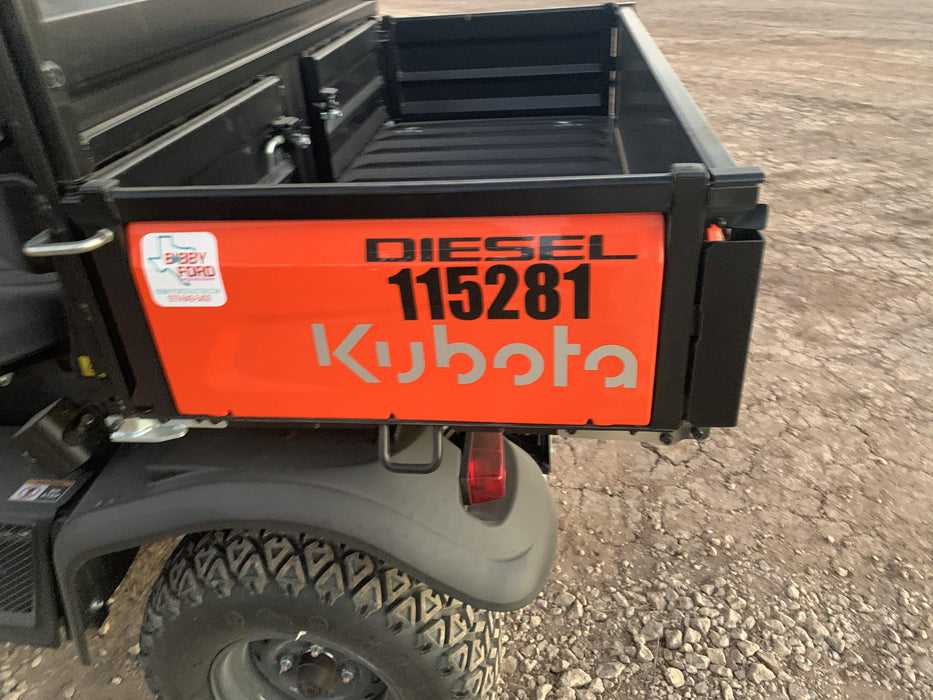 BIBBY
FORD
DIESEL
115281
Kubota